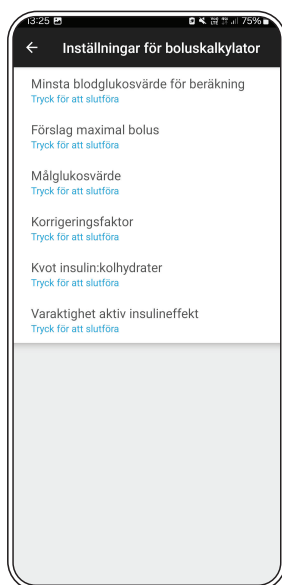 13:25 75%
Inställningar för boluskalkylator
Minsta blodglukosvärde för beräkning
Tryck för att slutföra
Förslag maximal bolus
Tryck för att slutföra
Målglukosvärde
Tryck för att slutföra
Korrigeringsfaktor
Tryck för att slutföra
Kvot insulin:kolhydrater
Tryck för att slutföra
Varaktighet aktiv insulineffekt
Tryck för att slutföra